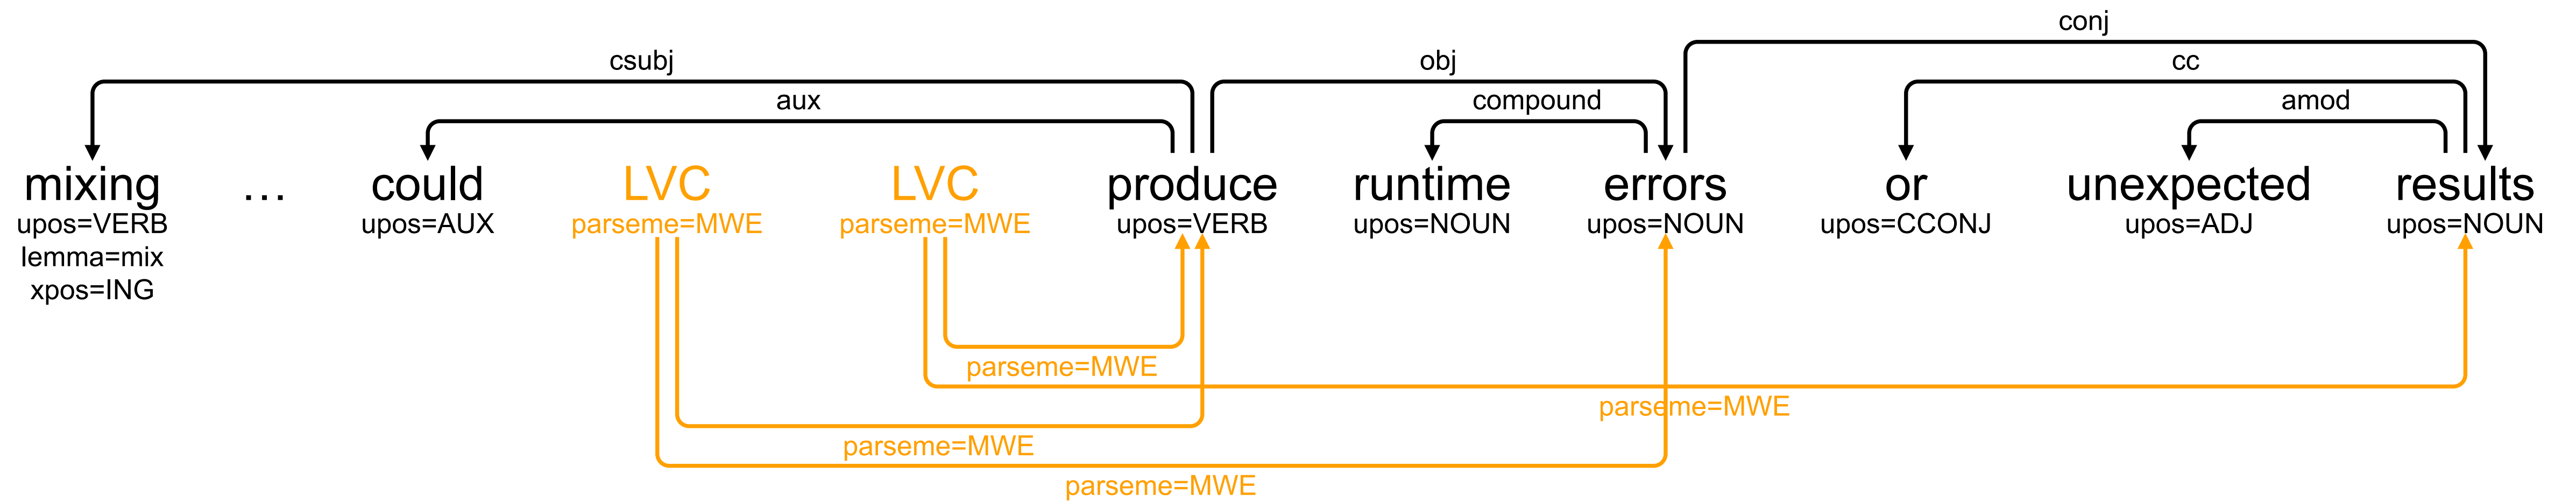 conj
csubj obj cc
aux compound amod
mixing … could LVC LVC produce runtime errors or unexpected results
upos=VERB upos=AUX parseme=MWE parseme=MWE upos=VERB upos=NOUN upos=NOUN upos=CCONJ upos=ADJ upos=NOUN
lemma=mix
xpos=ING
parseme=MWE
parseme=MWE
parseme=MWE
parseme=MWE